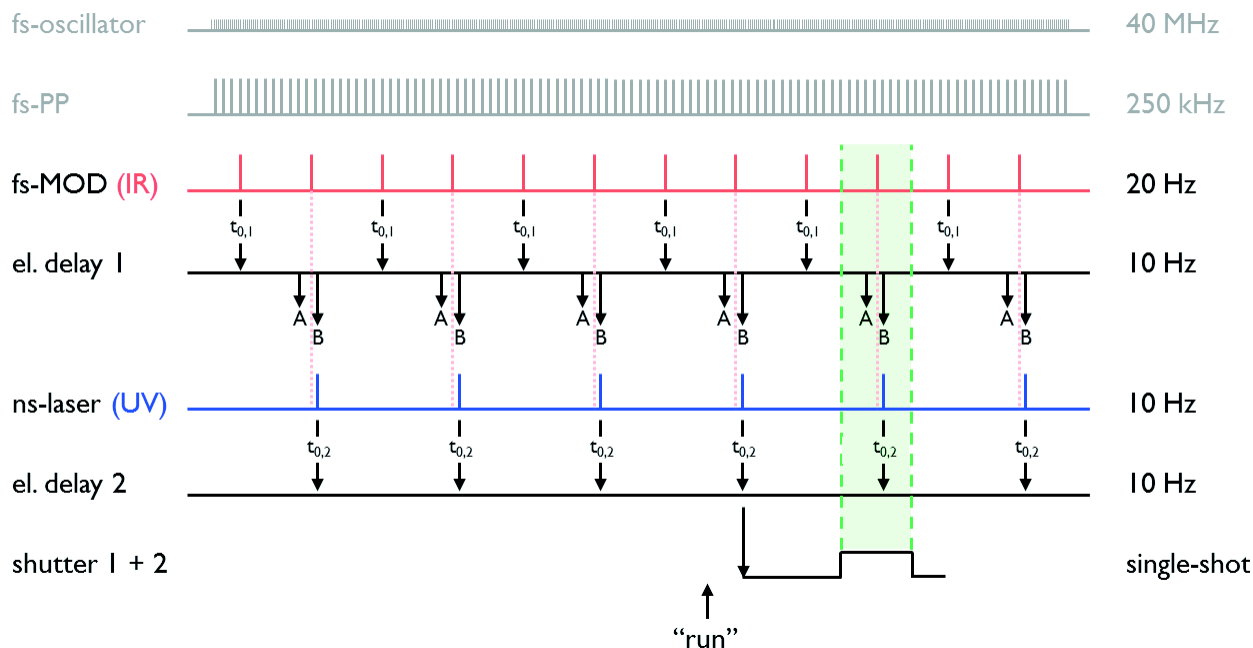 fs-oscillator 40 MHz
fs-PP 250 kHz
fs-MOD (IR) 20 Hz
t0,1 t0,1 t0,1 t0,1 t0,1 t0,1
el. delay 1 10 Hz
A A A A A A
B B B B B B
ns-laser (UV) 10 Hz
t0,2 t0,2 t0,2 t0,2 t0,2 t0,2
el. delay 2 10 Hz
shutter 1 + 2 single-shot
“run”